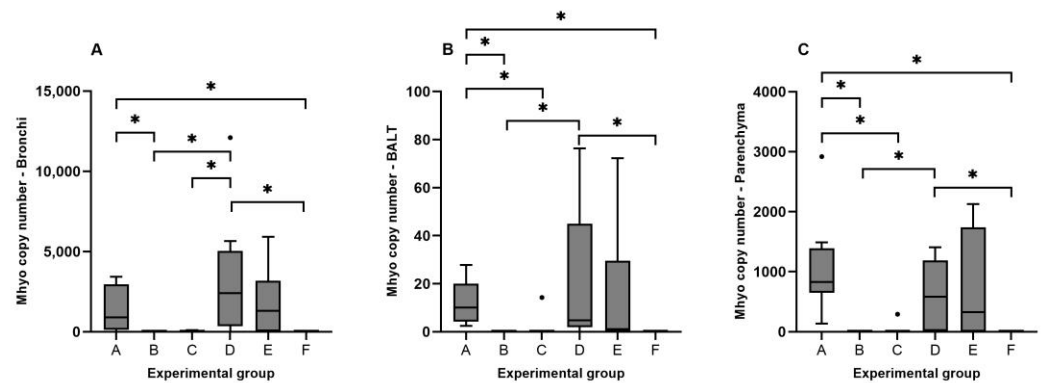 A
Mhyo copy number - Bronchi
15,000
10,000
5,000
0
* * * * *
A B C D E F
Experimental group
B
Mhyo copy number - BALT
100
80
60
40
20
0
* * * * *
A B C D E F
Experimental group
C
Mhyo copy number - Parenchyma
4000
3000
2000
1000
0
* * * * *
A B C D E F
Experimental group